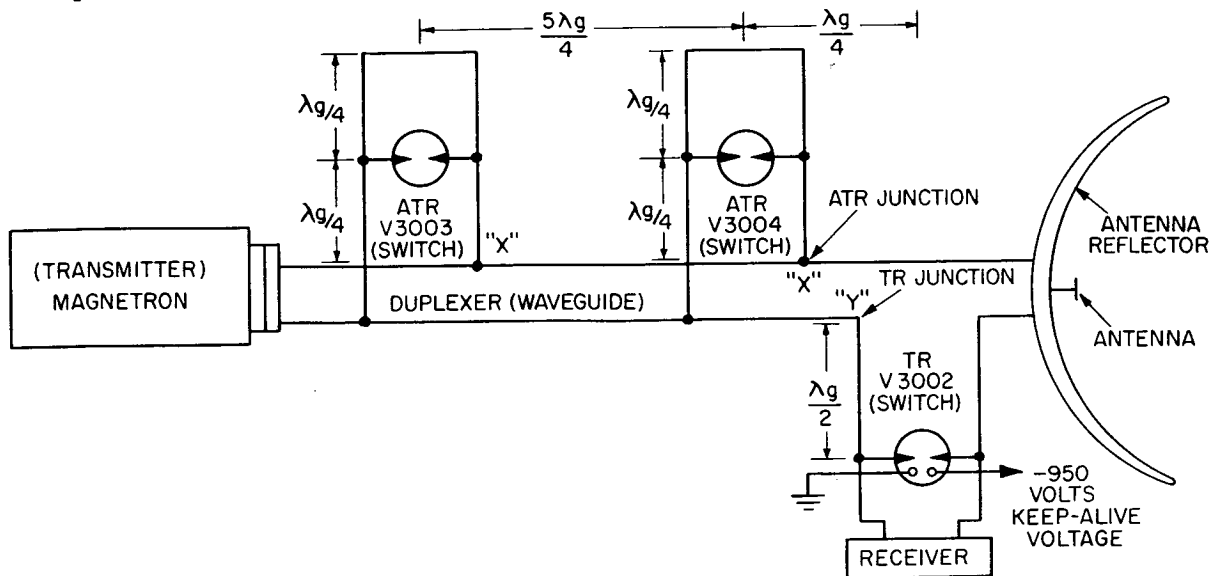 5λg
4
λg
4
λg/4
λg/4
λg/4
λg/4
ATR
V3003
(SWITCH)
"X"
ATR
V3004
(SWITCH)
"X"
ATR JUNCTION
ANTENNA
REFLECTOR
(TRANSMITTER)
MAGNETRON
DUPLEXER (WAVEGUIDE)
"Y"
TR JUNCTION
ANTENNA
λg
2
TR
V3002
(SWITCH)
-950
VOLTS
KEEP-ALIVE
VOLTAGE
RECEIVER